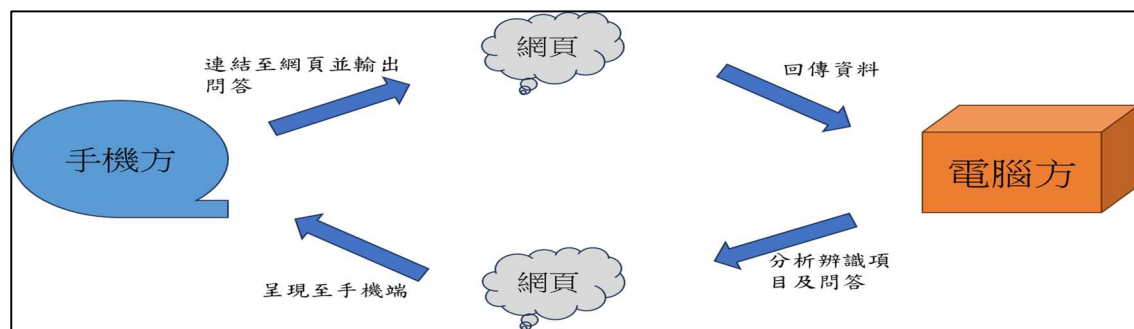 網頁
連結至網頁並輸出
問答
回傳資料
手機方
電腦方
分析辨識項
目及問答
網頁
呈現至手機端